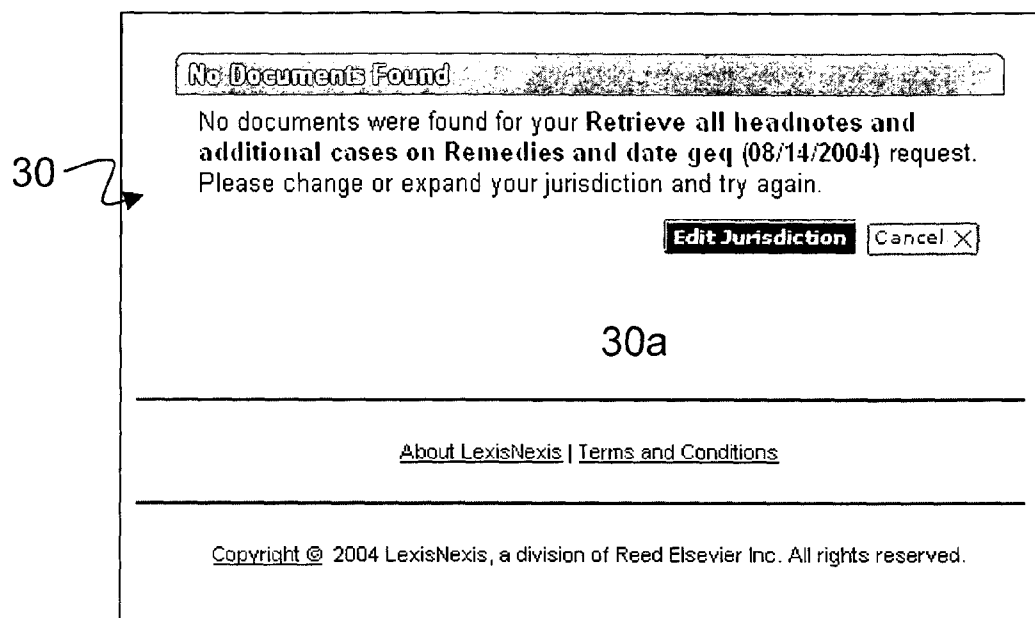 No Documents Found
No documents were found for your Retrieve all headnotes and
additional cases on Remedies and date geq (08/14/2004) request.
Please change or expand your jurisdiction and try again.
30
Edit Jurisdiction Cancel X
30a
About LexisNexis | Terms and Conditions
Copyright © 2004 LexisNexis, a division of Reed Elsevier Inc. All rights reserved.